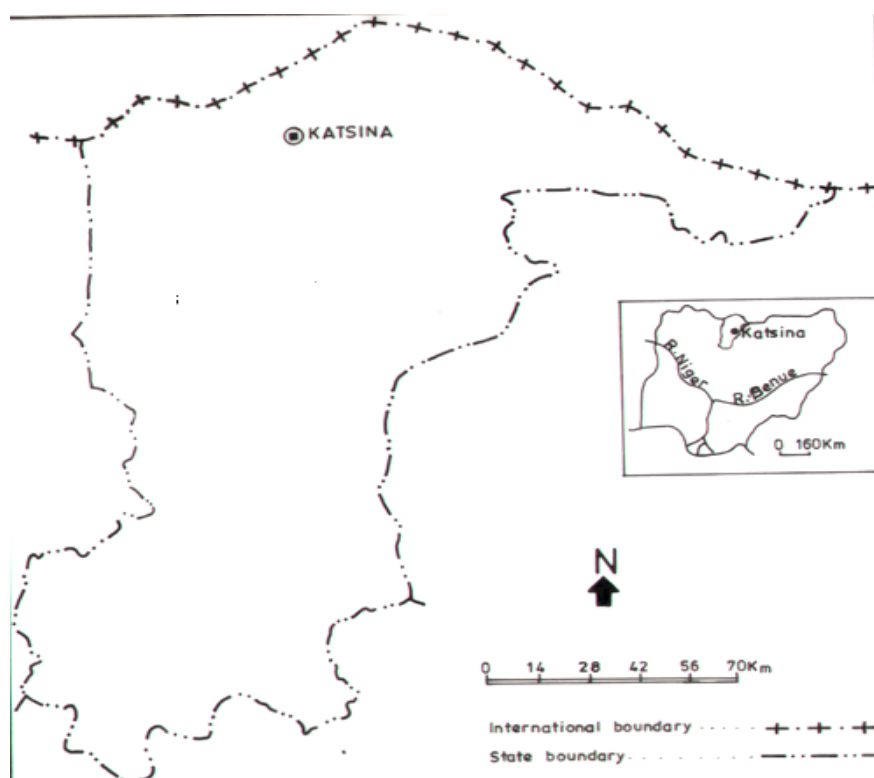 KATSINA
Katsina
R. Niger
R. Benue
0 160Km
N
0 14 28 42 56 70Km
International boundary
State boundary